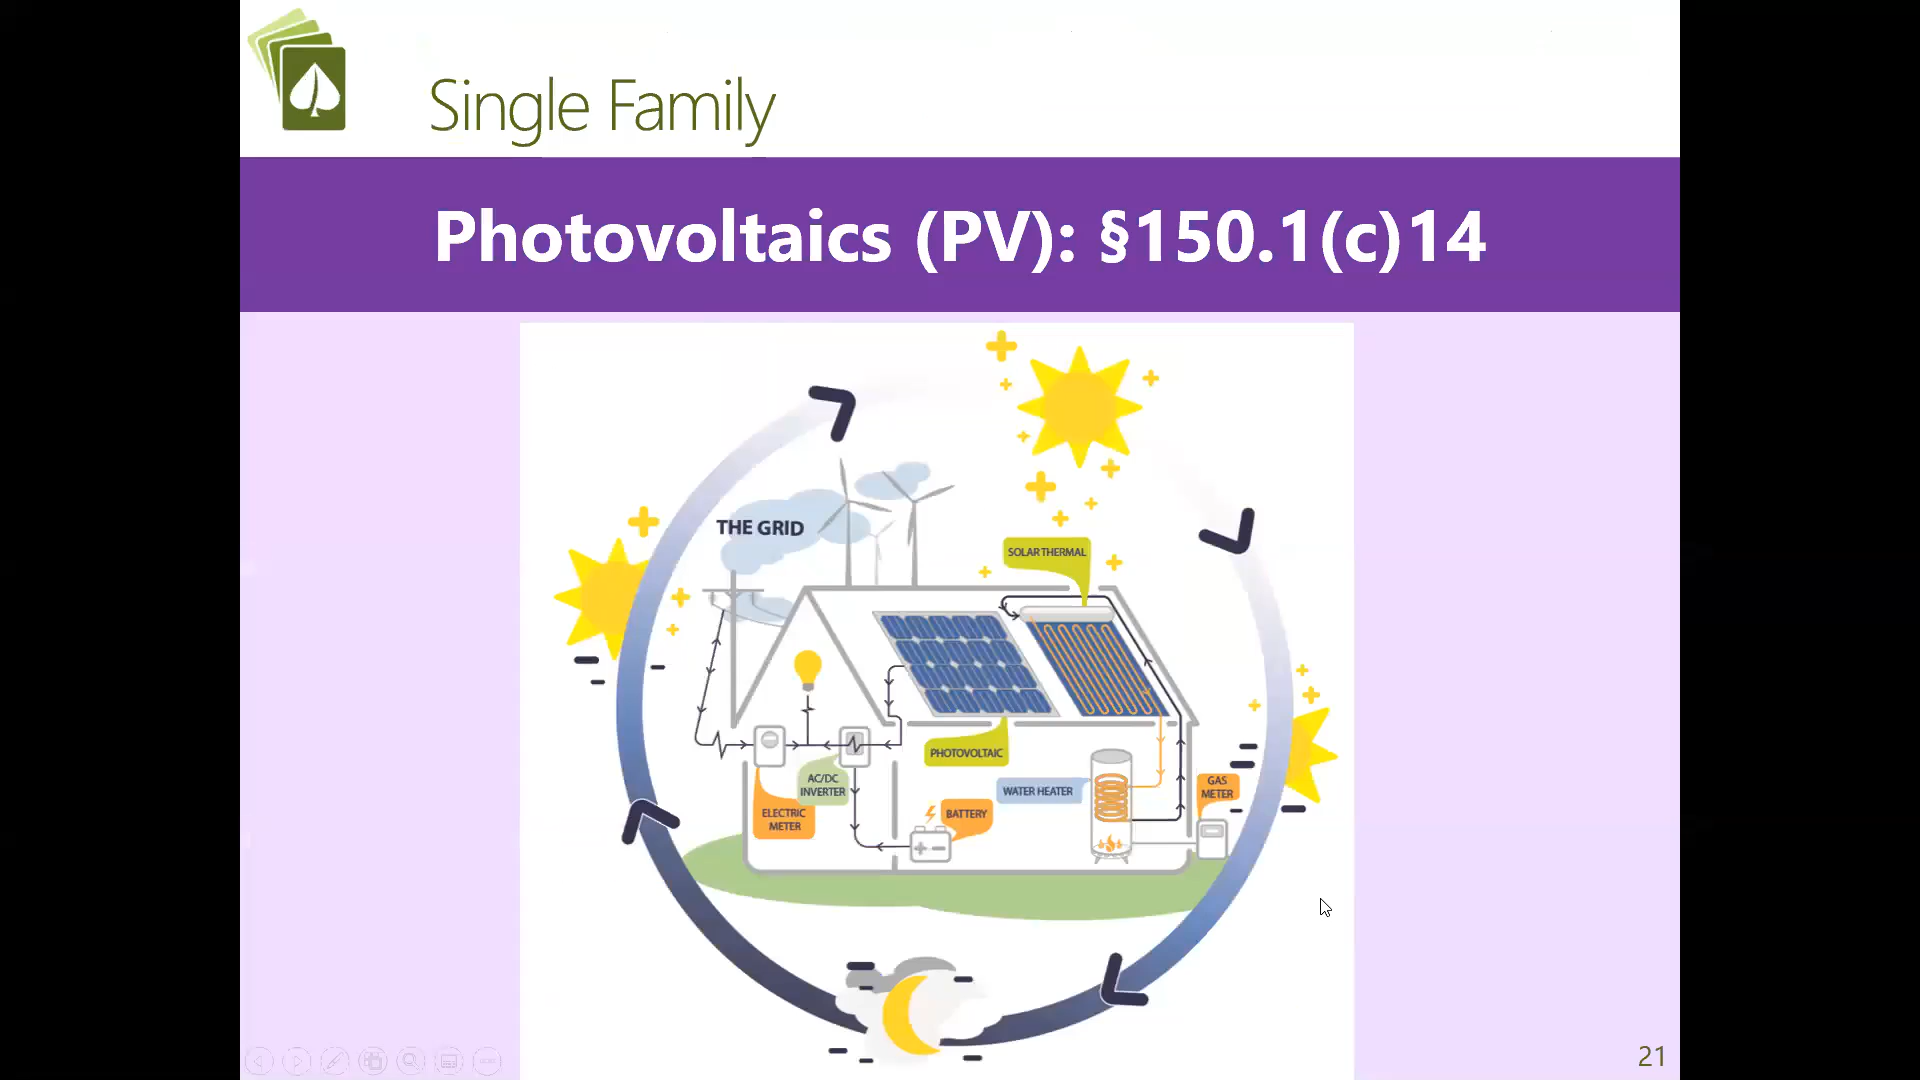 Single Family
Photovoltaics (PV): §150.1(c)14
THE GRID
SOLAR THERMAL
PHOTOVOLTAIC
AC/DC
INVERTER
WATER HEATER
GAS
METER
ELECTRIC
METER
BATTERY
21